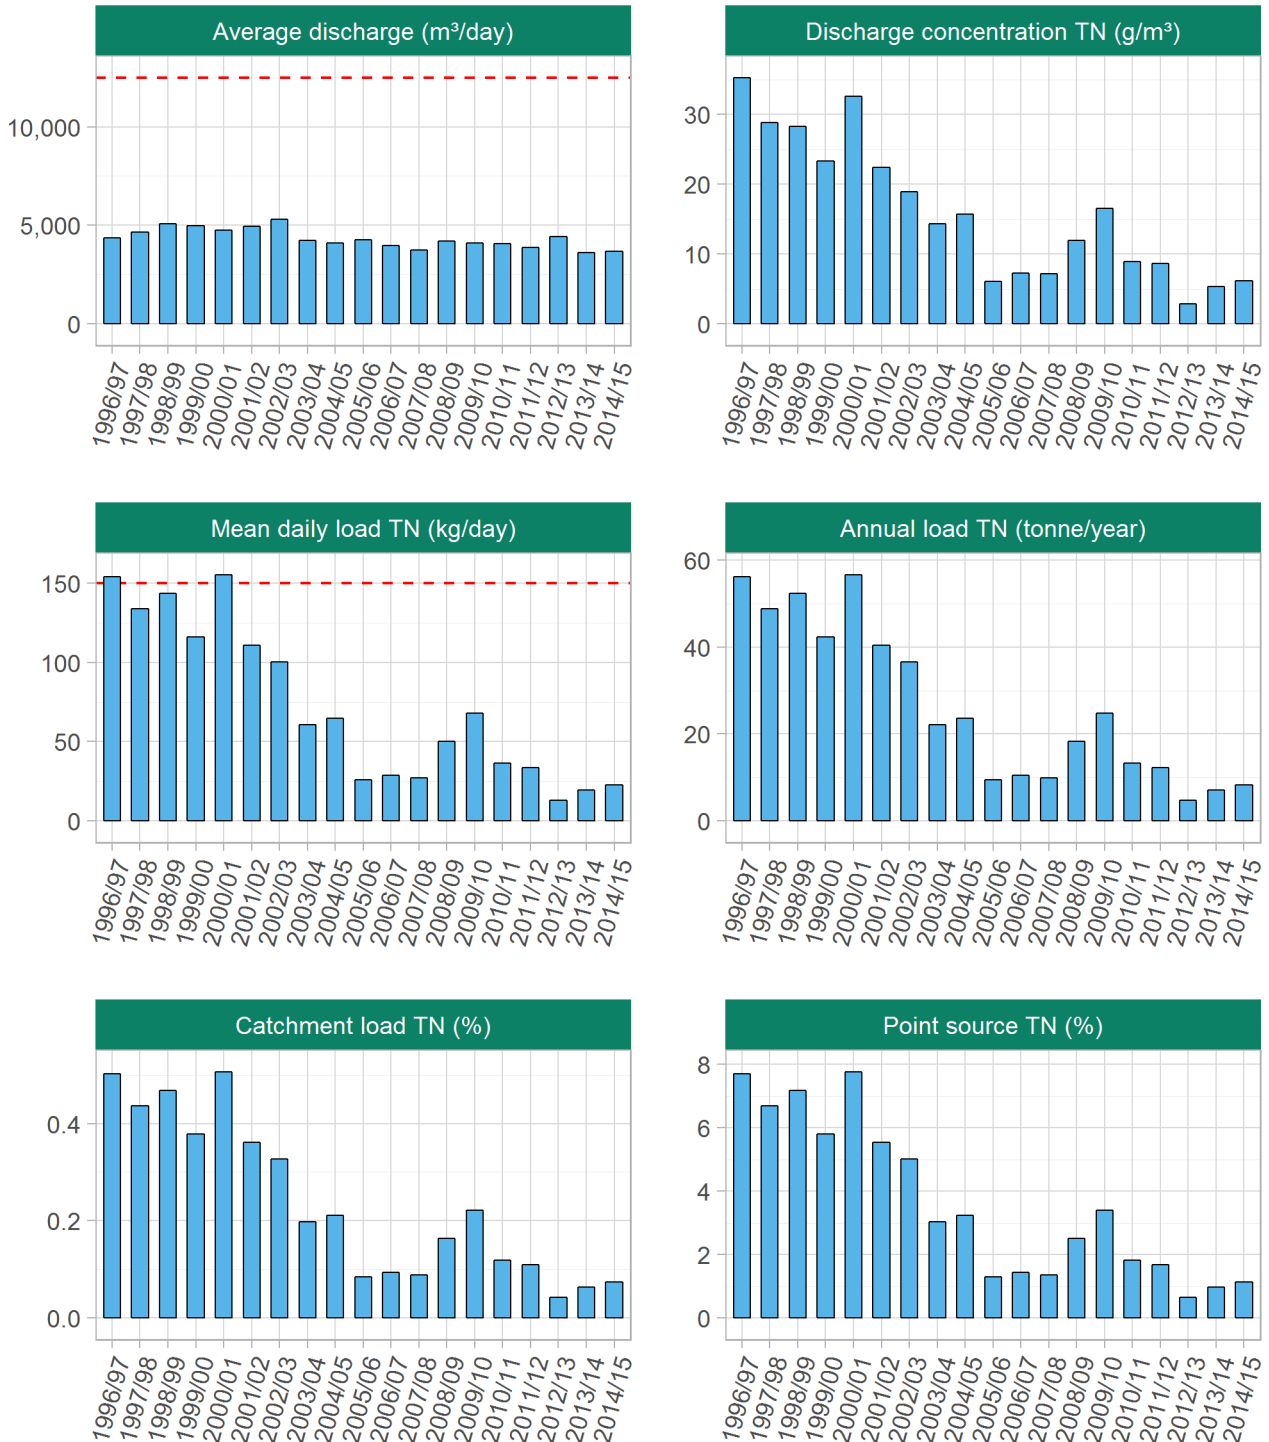 Average discharge (m³/day)
10,000
5,000
0
1996/97 1997/98 1998/99 1999/00 2000/01 2001/02 2002/03 2003/04 2004/05 2005/06 2006/07 2007/08 2008/09 2009/10 2010/11 2011/12 2012/13 2013/14 2014/15
Discharge concentration TN (g/m³)
30
20
10
0
1996/97 1997/98 1998/99 1999/00 2000/01 2001/02 2002/03 2003/04 2004/05 2005/06 2006/07 2007/08 2008/09 2009/10 2010/11 2011/12 2012/13 2013/14 2014/15
Mean daily load TN (kg/day)
150
100
50
0
1996/97 1997/98 1998/99 1999/00 2000/01 2001/02 2002/03 2003/04 2004/05 2005/06 2006/07 2007/08 2008/09 2009/10 2010/11 2011/12 2012/13 2013/14 2014/15
Annual load TN (tonne/year)
60
40
20
0
1996/97 1997/98 1998/99 1999/00 2000/01 2001/02 2002/03 2003/04 2004/05 2005/06 2006/07 2007/08 2008/09 2009/10 2010/11 2011/12 2012/13 2013/14 2014/15
Catchment load TN (%)
0.4
0.2
0.0
1996/97 1997/98 1998/99 1999/00 2000/01 2001/02 2002/03 2003/04 2004/05 2005/06 2006/07 2007/08 2008/09 2009/10 2010/11 2011/12 2012/13 2013/14 2014/15
Point source TN (%)
8
6
4
2
0
1996/97 1997/98 1998/99 1999/00 2000/01 2001/02 2002/03 2003/04 2004/05 2005/06 2006/07 2007/08 2008/09 2009/10 2010/11 2011/12 2012/13 2013/14 2014/15